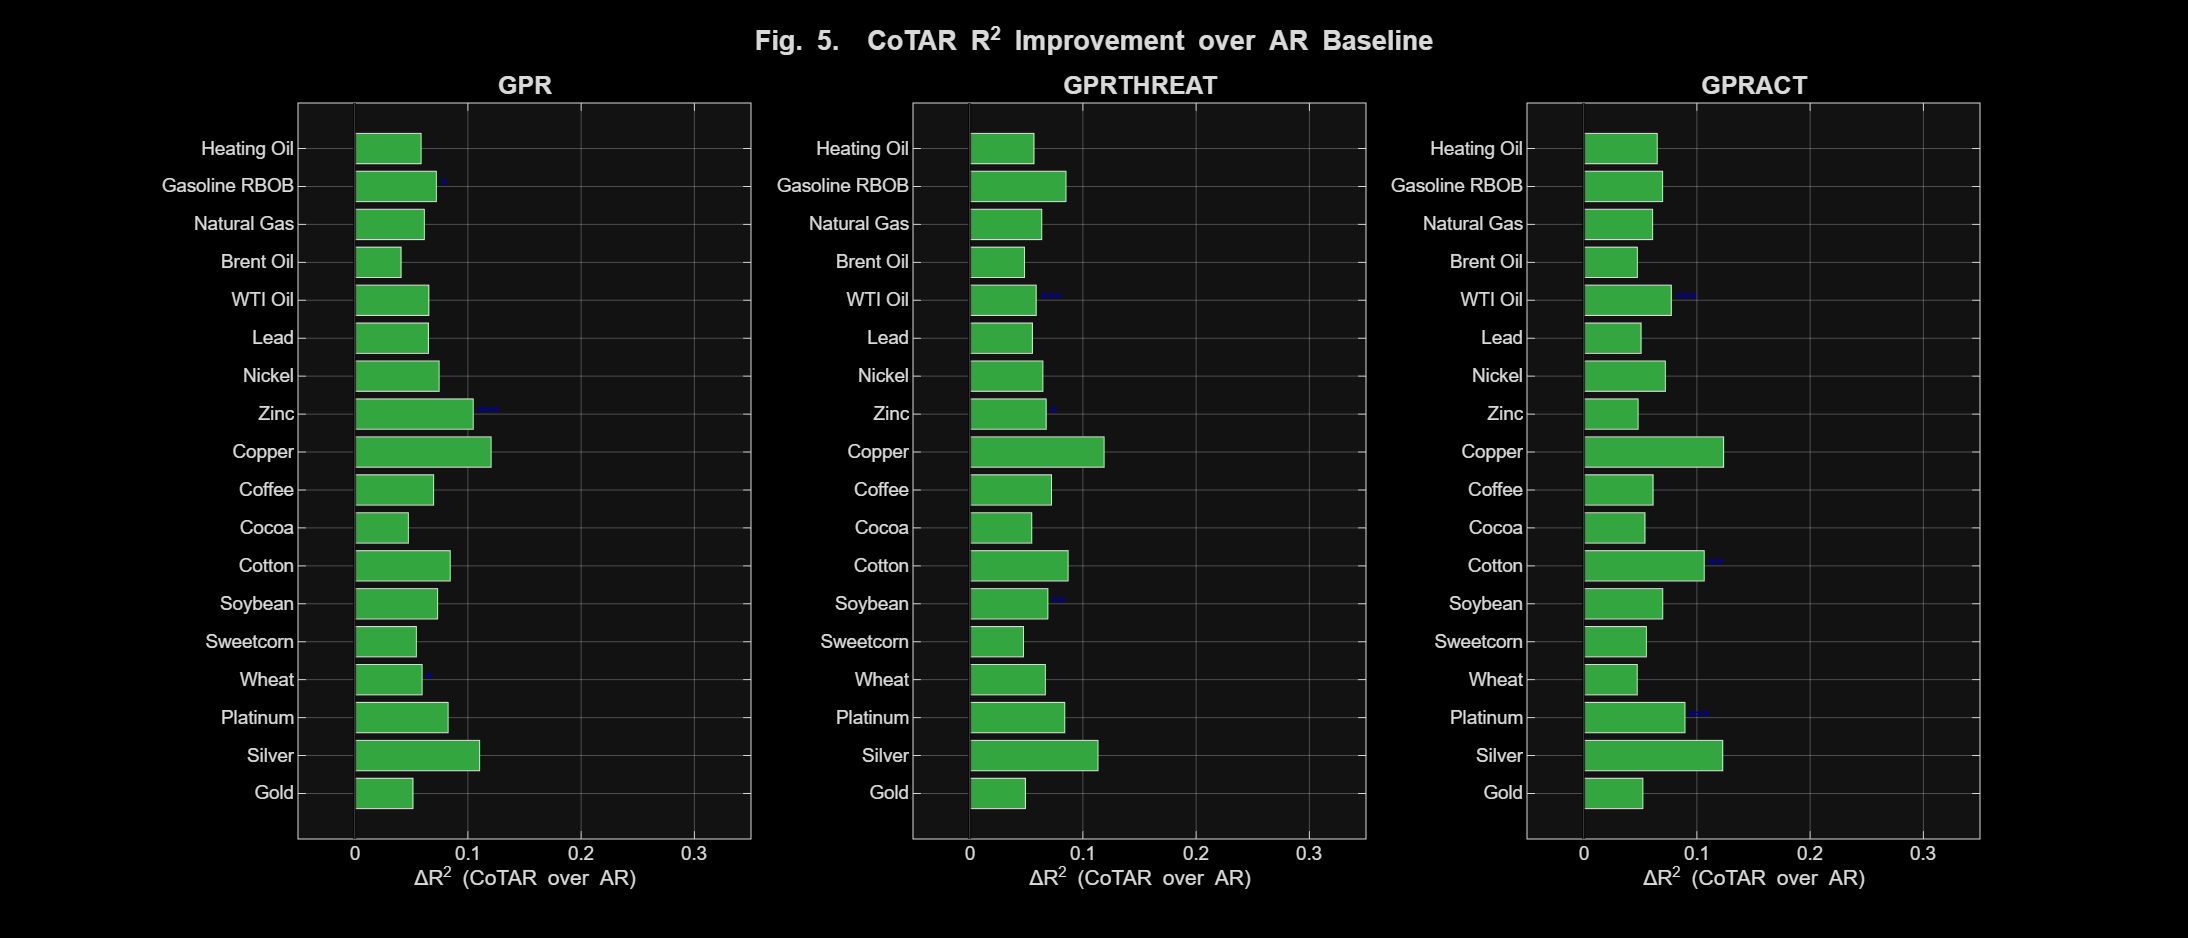 Fig. 5. CoTAR R² Improvement over AR Baseline
GPR
Heating Oil
Gasoline RBOB *
Natural Gas
Brent Oil
WTI Oil
Lead
Nickel
Zinc ***
Copper
Coffee
Cocoa
Cotton
Soybean
Sweetcorn
Wheat *
Platinum
Silver
Gold
0 0.1 0.2 0.3
ΔR² (CoTAR over AR)
GPRTHREAT
Heating Oil
Gasoline RBOB
Natural Gas
Brent Oil
WTI Oil ***
Lead
Nickel
Zinc *
Copper
Coffee
Cocoa
Cotton
Soybean **
Sweetcorn
Wheat
Platinum
Silver
Gold
0 0.1 0.2 0.3
ΔR² (CoTAR over AR)
GPRACT
Heating Oil
Gasoline RBOB
Natural Gas
Brent Oil
WTI Oil ***
Lead
Nickel
Zinc
Copper
Coffee
Cocoa
Cotton **
Soybean
Sweetcorn
Wheat
Platinum ***
Silver
Gold
0 0.1 0.2 0.3
ΔR² (CoTAR over AR)